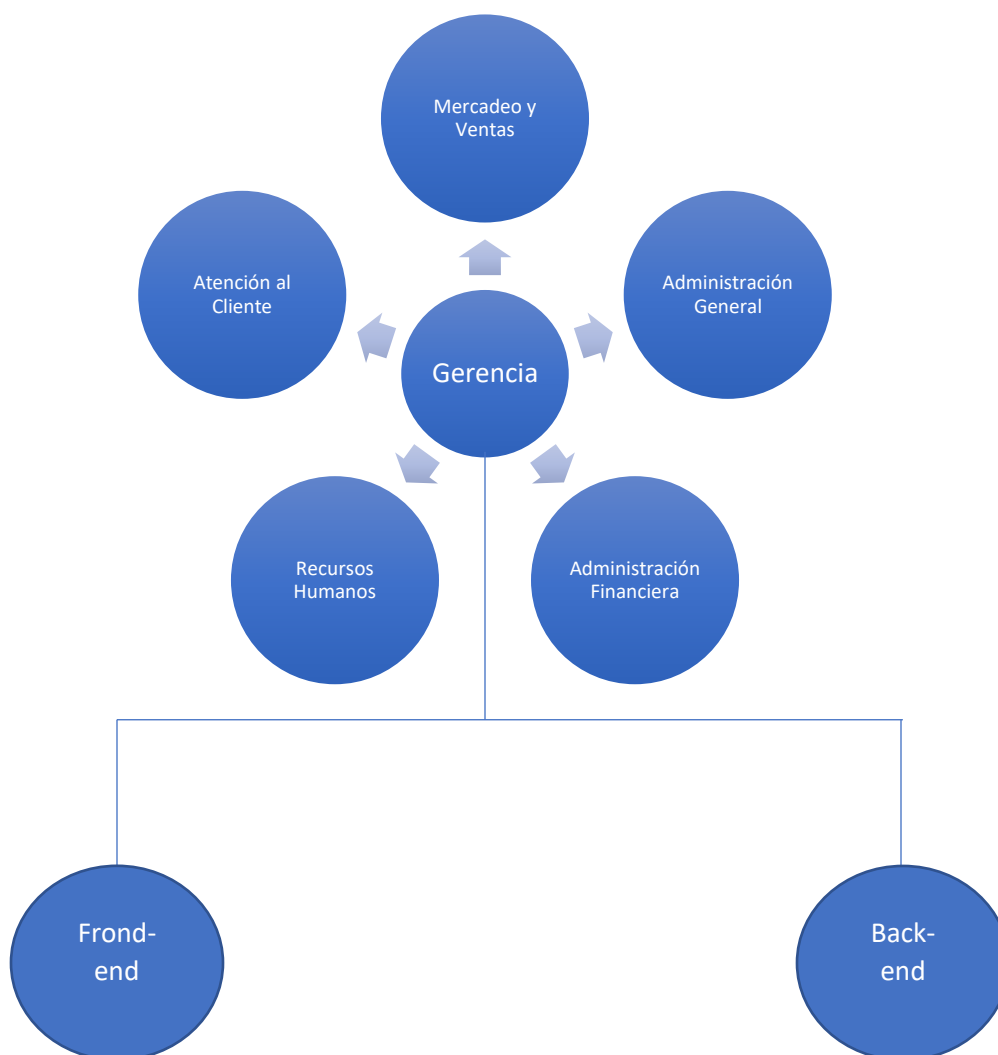 Mercadeo y
Ventas
Atención al
Cliente
Administración
General
Gerencia
Recursos
Humanos
Administración
Financiera
Frond-
end
Back-
end